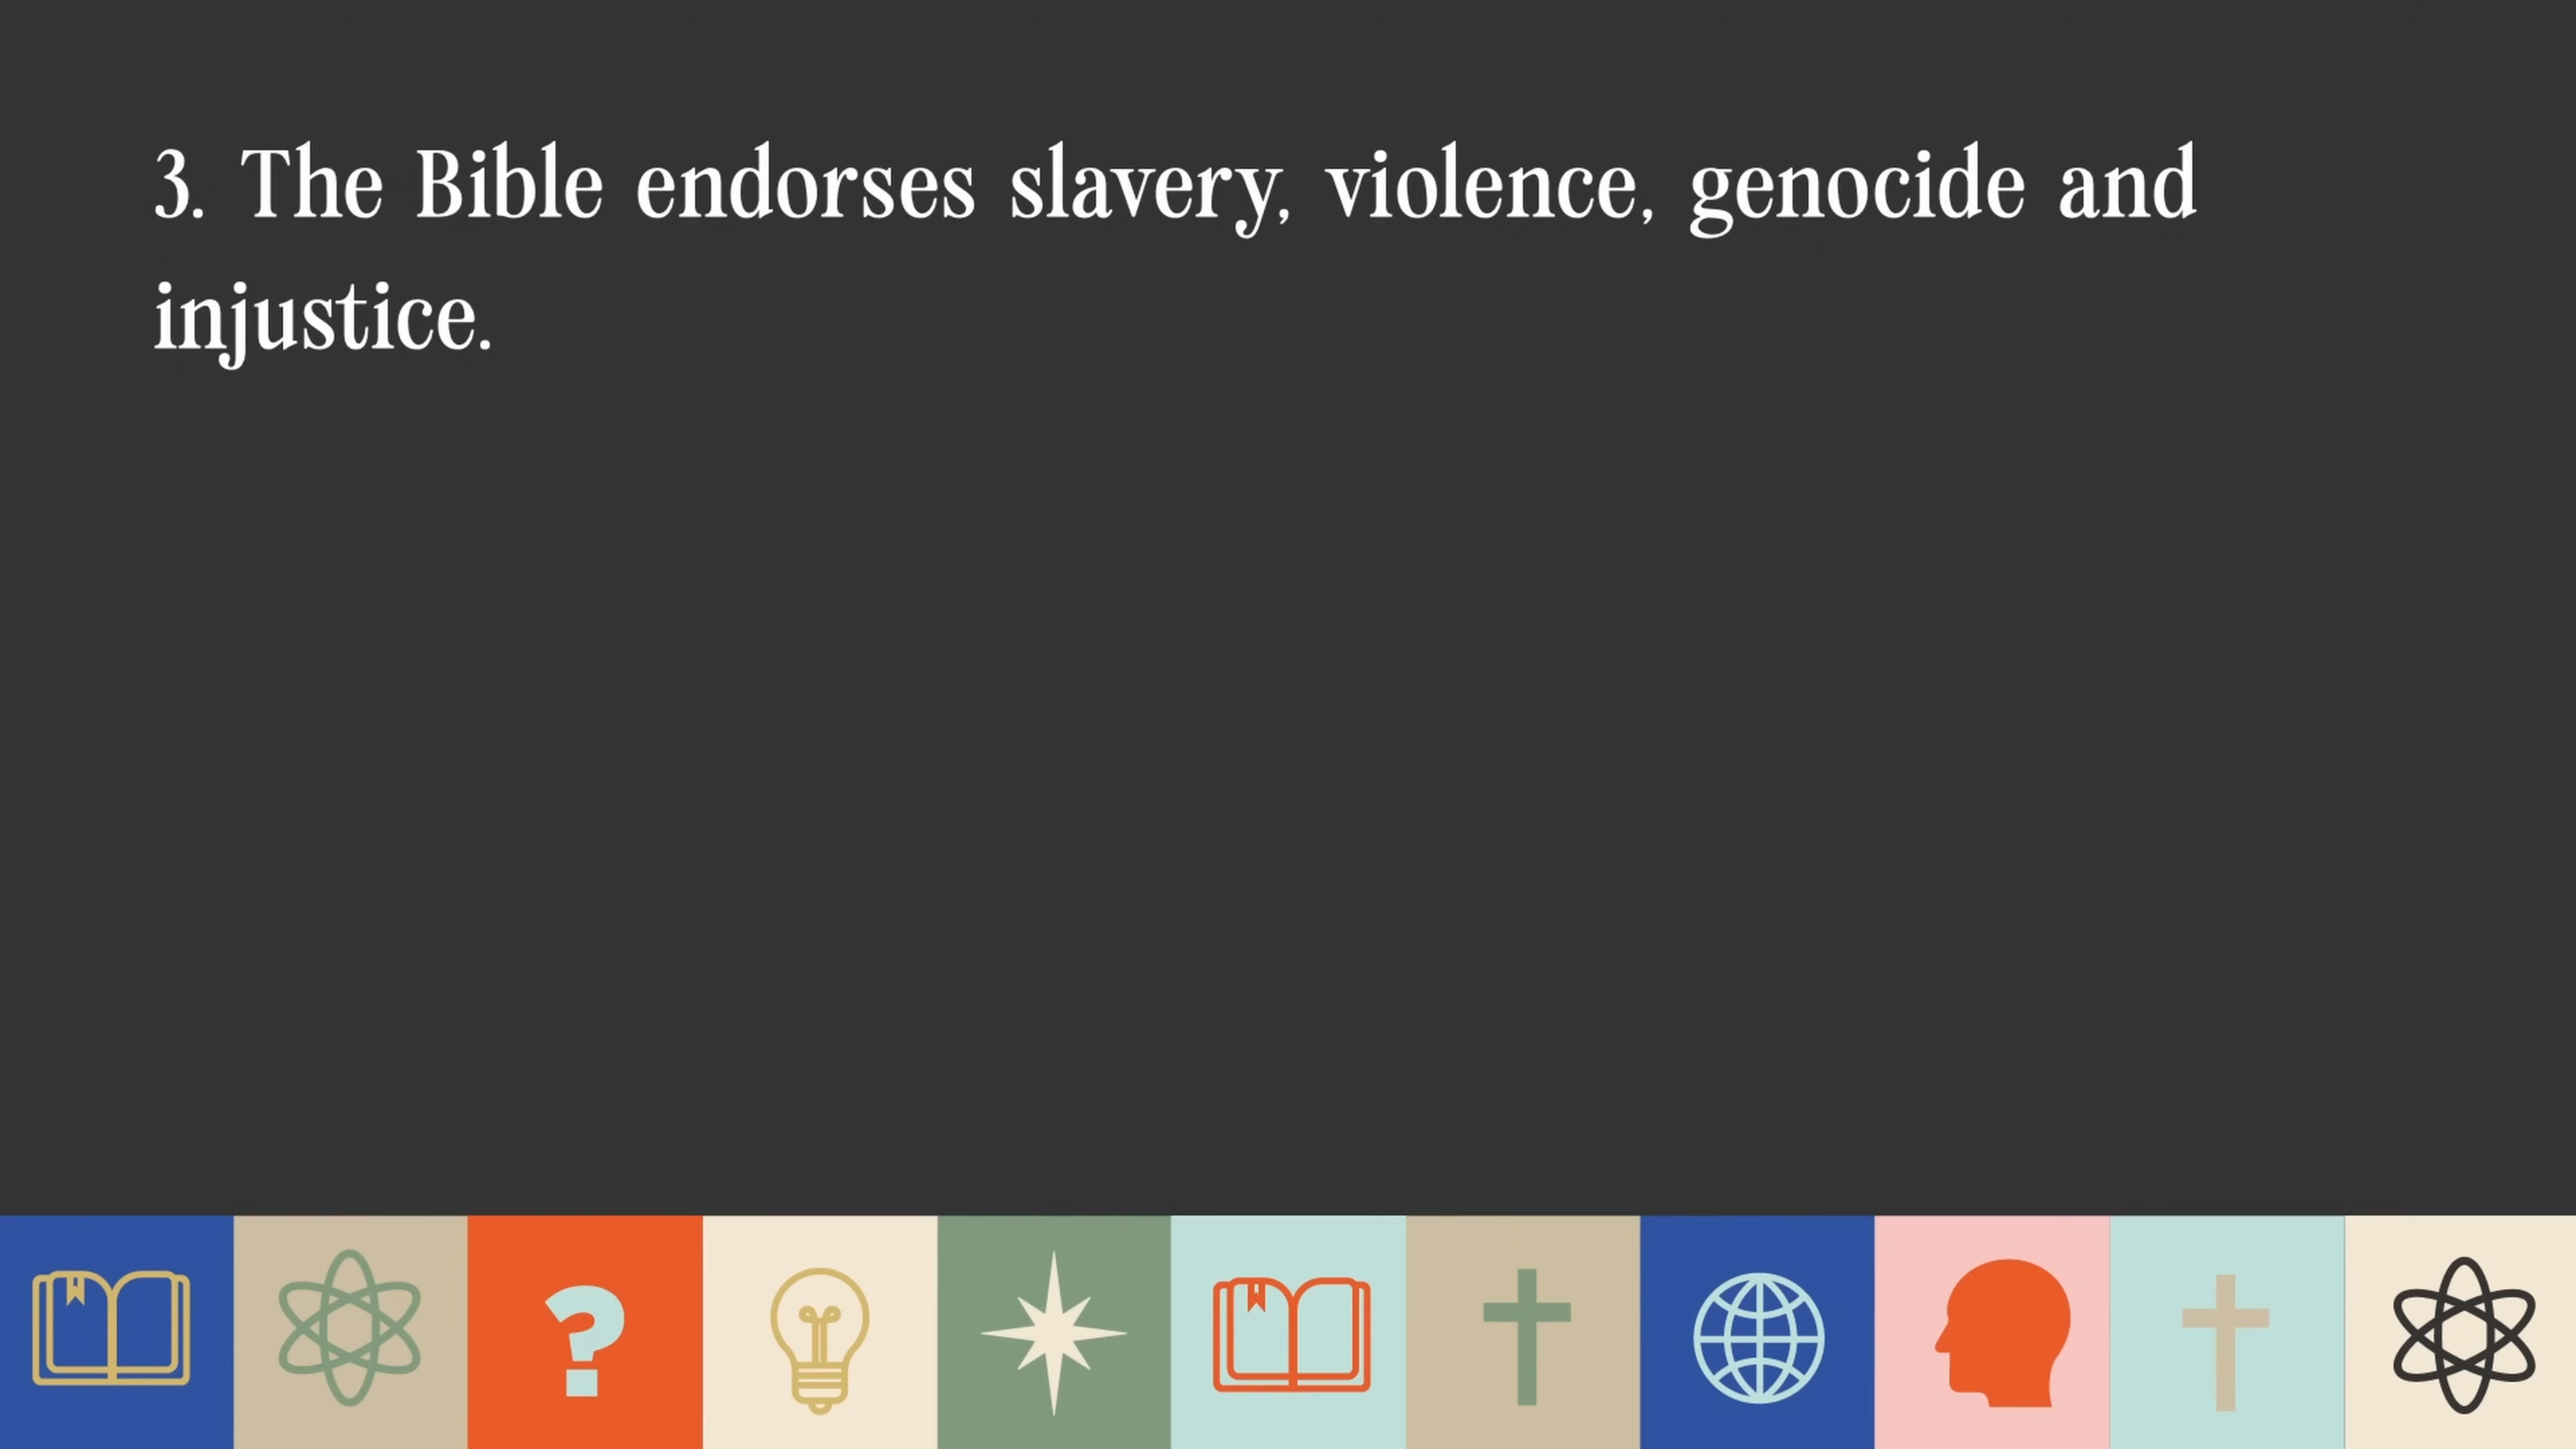 3. The Bible endorses slavery, violence, genocide and
injustice.
?